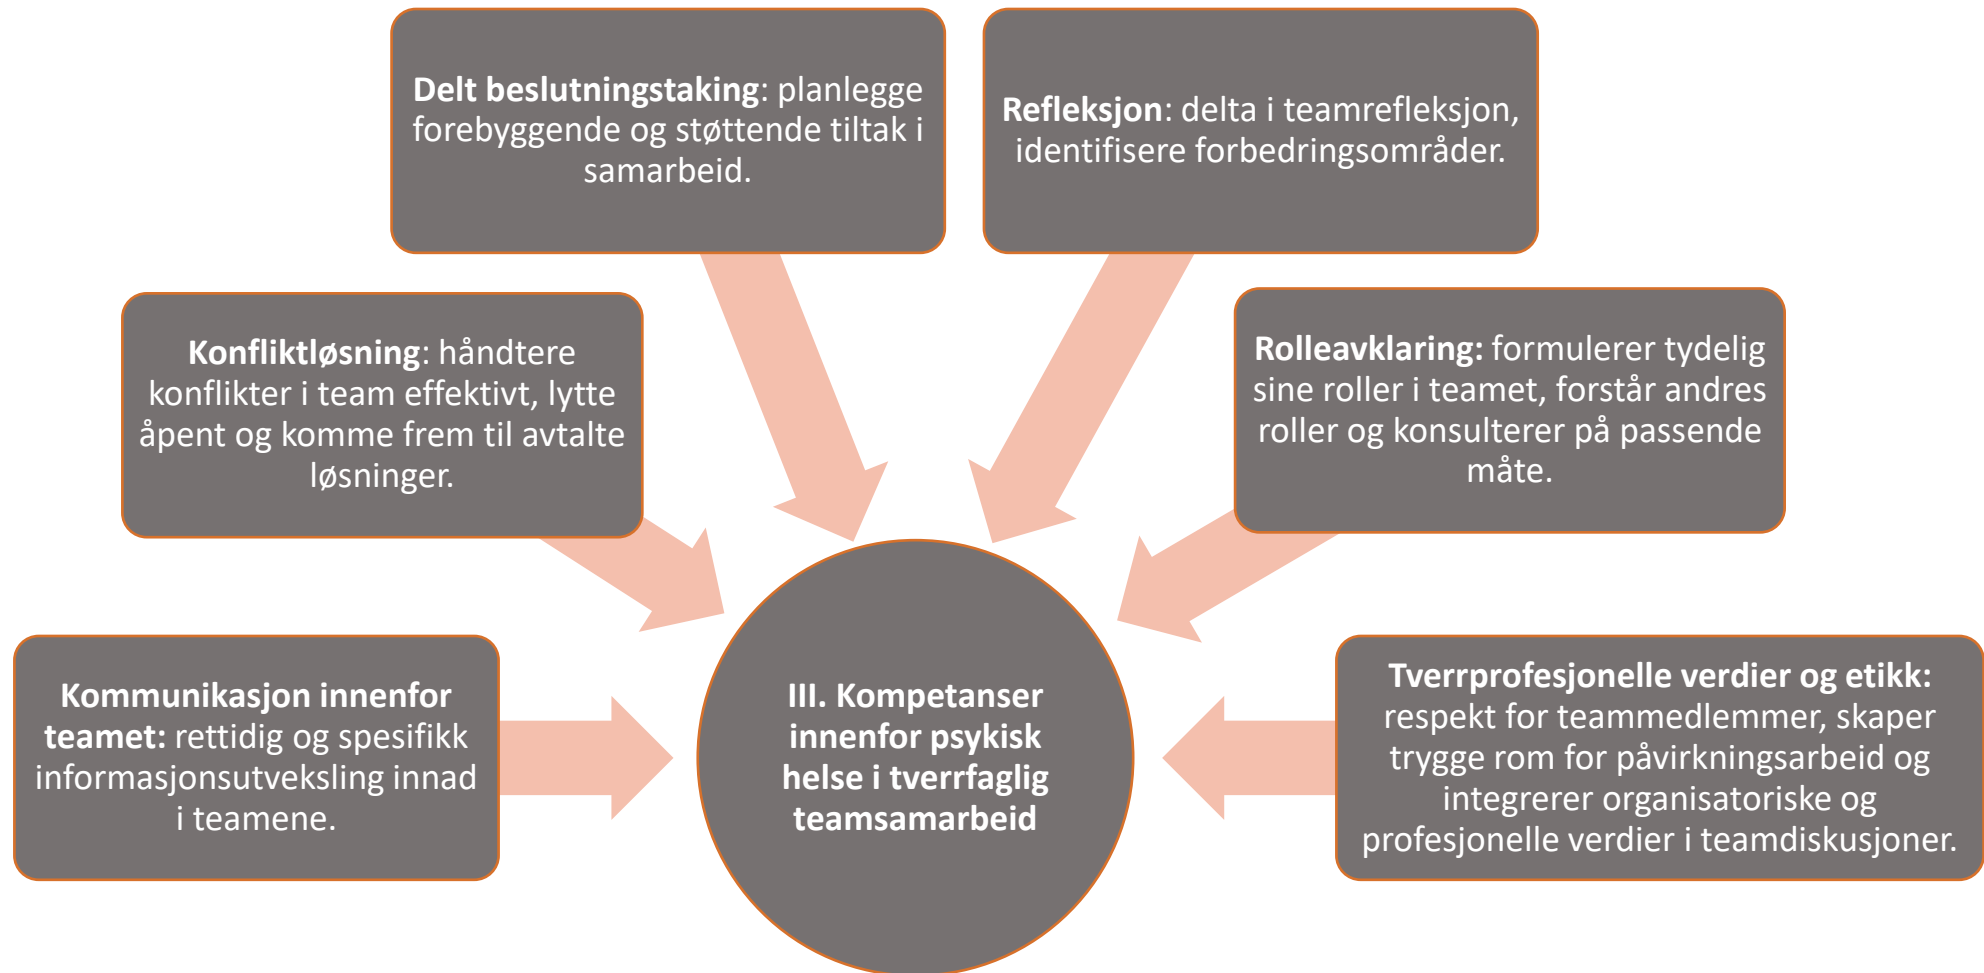 Delt beslutningstaking: planlegge
forebyggende og støttende tiltak i
samarbeid.
Refleksjon: delta i teamrefleksjon,
identifisere forbedringsområder.
Konfliktløsning: håndtere
konflikter i team effektivt, lytte
åpent og komme frem til avtalte
løsninger.
Rolleavklaring: formulerer tydelig
sine roller i teamet, forstår andres
roller og konsulterer på passende
måte.
Kommunikasjon innenfor
teamet: rettidig og spesifikk
informasjonsutveksling innad
i teamene.
III. Kompetanser
innenfor psykisk
helse i tverrfaglig
teamsamarbeid
Tverrprofesjonelle verdier og etikk:
respekt for teammedlemmer, skaper
trygge rom for påvirkningsarbeid og
integrerer organisatoriske og
profesjonelle verdier i teamdiskusjoner.